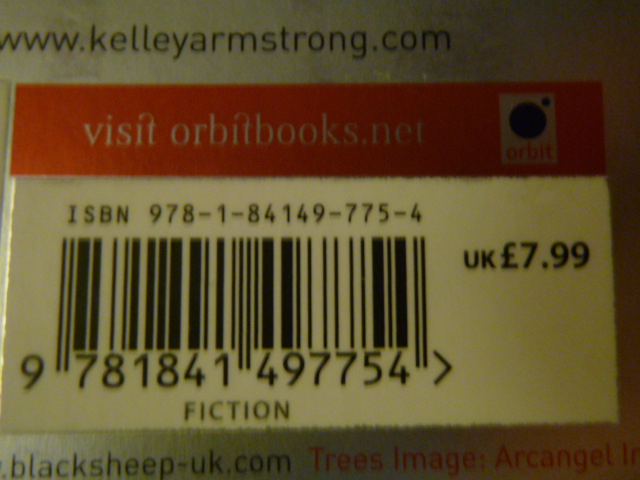 www.kelleyarmstrong.com
visit orbitbooks.net
orbit
ISBN 978-1-84149-775-4
UK £7.99
9 781841 497754 >
FICTION
.blacksheep-uk.com Trees Image: Arcangel